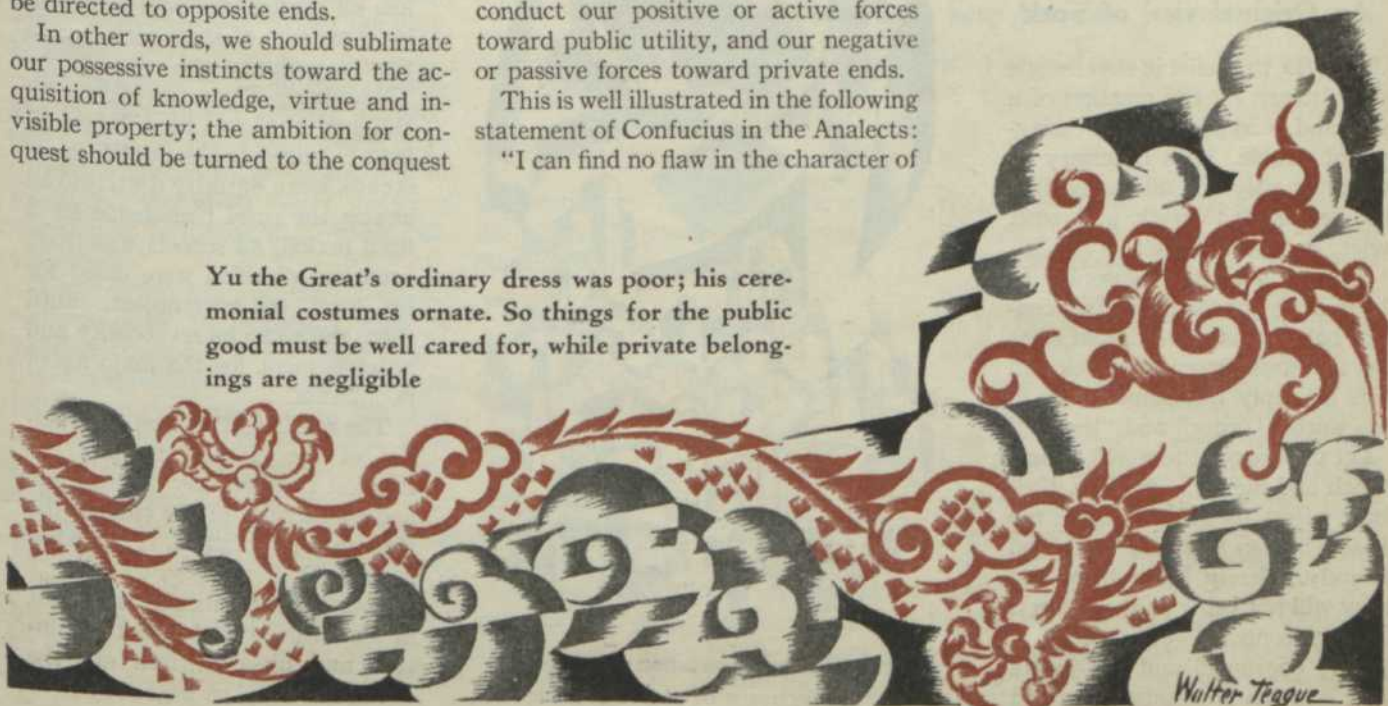 be directed to opposite ends.
In other words, we should sublimate
our possessive instincts toward the ac-
quisition of knowledge, virtue and in-
visible property; the ambition for con-
quest should be turned to the conquest
conduct our positive or active forces
toward public utility, and our negative
or passive forces toward private ends.
This is well illustrated in the following
statement of Confucius in the Analects:
"I can find no flaw in the character of
Yu the Great's ordinary dress was poor; his cere-
monial costumes ornate. So things for the public
good must be well cared for, while private belong-
ings are negligible
Walter Teague